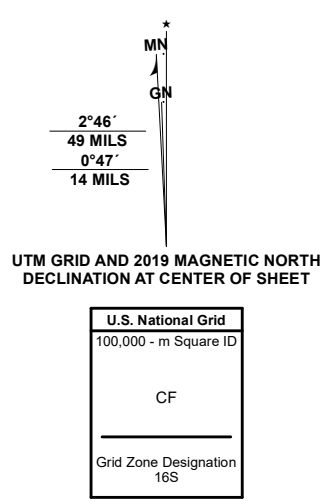 ★
MN
GN
2°46´
49 MILS
0°47´
14 MILS
UTM GRID AND 2019 MAGNETIC NORTH
DECLINATION AT CENTER OF SHEET
U.S. National Grid
100,000 - m Square ID
CF
Grid Zone Designation
16S